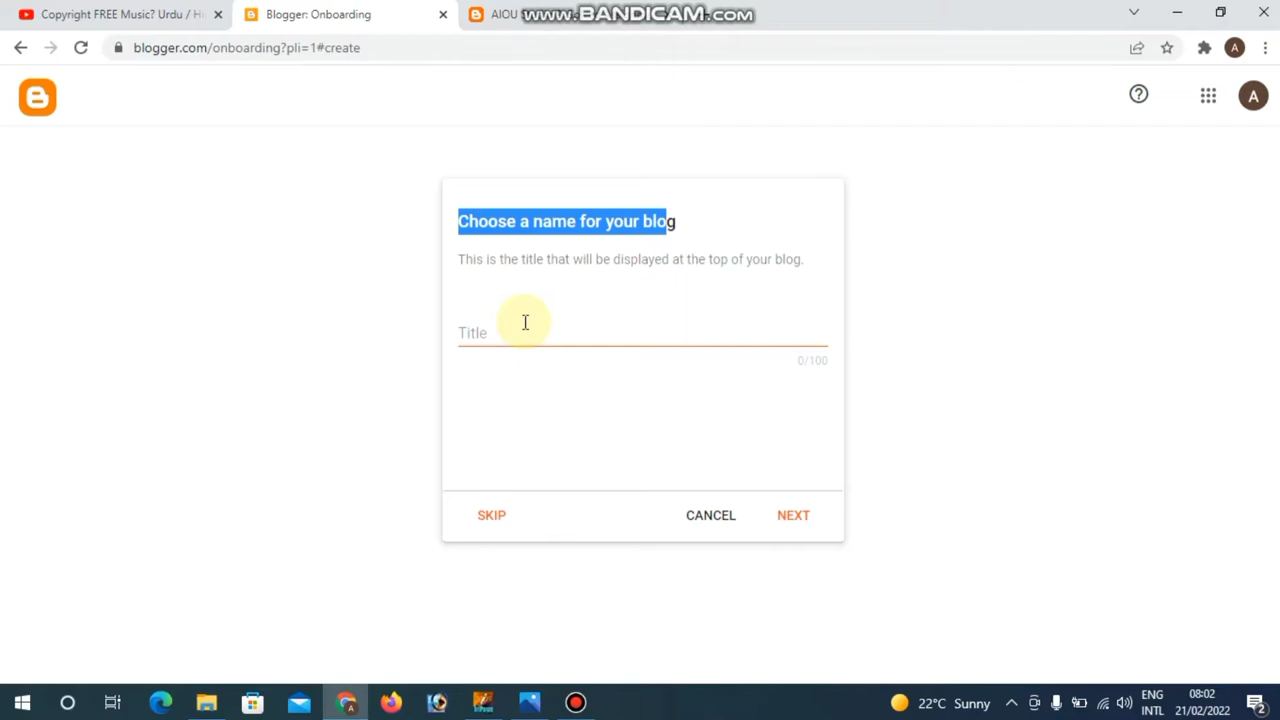 Copyright FREE Music? Urdu / Hi
Blogger: Onboarding
AIOU
www.BANDICAM.com
blogger.com/onboarding?pli=1#create
A
A
Choose a name for your blog
This is the title that will be displayed at the top of your blog.
Title
0/100
SKIP
CANCEL
NEXT
22°C Sunny
ENG
INTL
08:02
21/02/2022
2